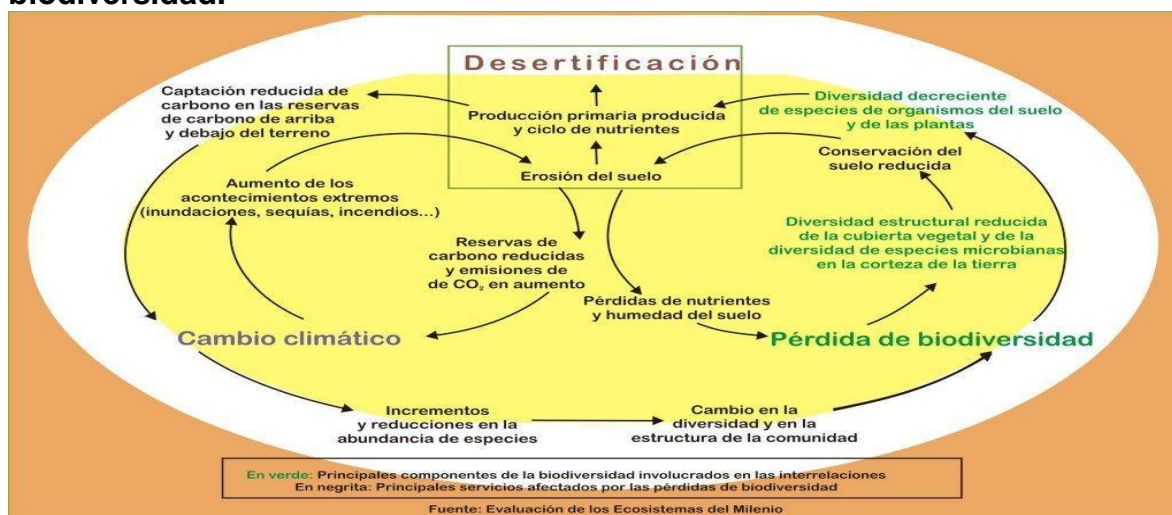 biodiversidad.
Desertificación
Captación reducida de
carbono en las reservas
de carbono de arriba
y debajo del terreno
Producción primaria producida
y ciclo de nutrientes
Diversidad decreciente
de especies de organismos del suelo
y de las plantas
Conservación del
suelo reducida
Erosión del suelo
Aumento de los
acontecimientos extremos
(inundaciones, sequías, incendios...)
Diversidad estructural reducida
de la cubierta vegetal y de la
diversidad de especies microbianas
en la corteza de la tierra
Reservas de
carbono reducidas
y emisiones de
de CO₂ en aumento
Pérdidas de nutrientes
y humedad del suelo
Cambio climático
Pérdida de biodiversidad
Incrementos
y reducciones en la
abundancia de especies
Cambio en la
diversidad y en la
estructura de la comunidad
En verde: Principales componentes de la biodiversidad involucrados en las interrelaciones
En negrita: Principales servicios afectados por las pérdidas de biodiversidad
Fuente: Evaluación de los Ecosistemas del Milenio